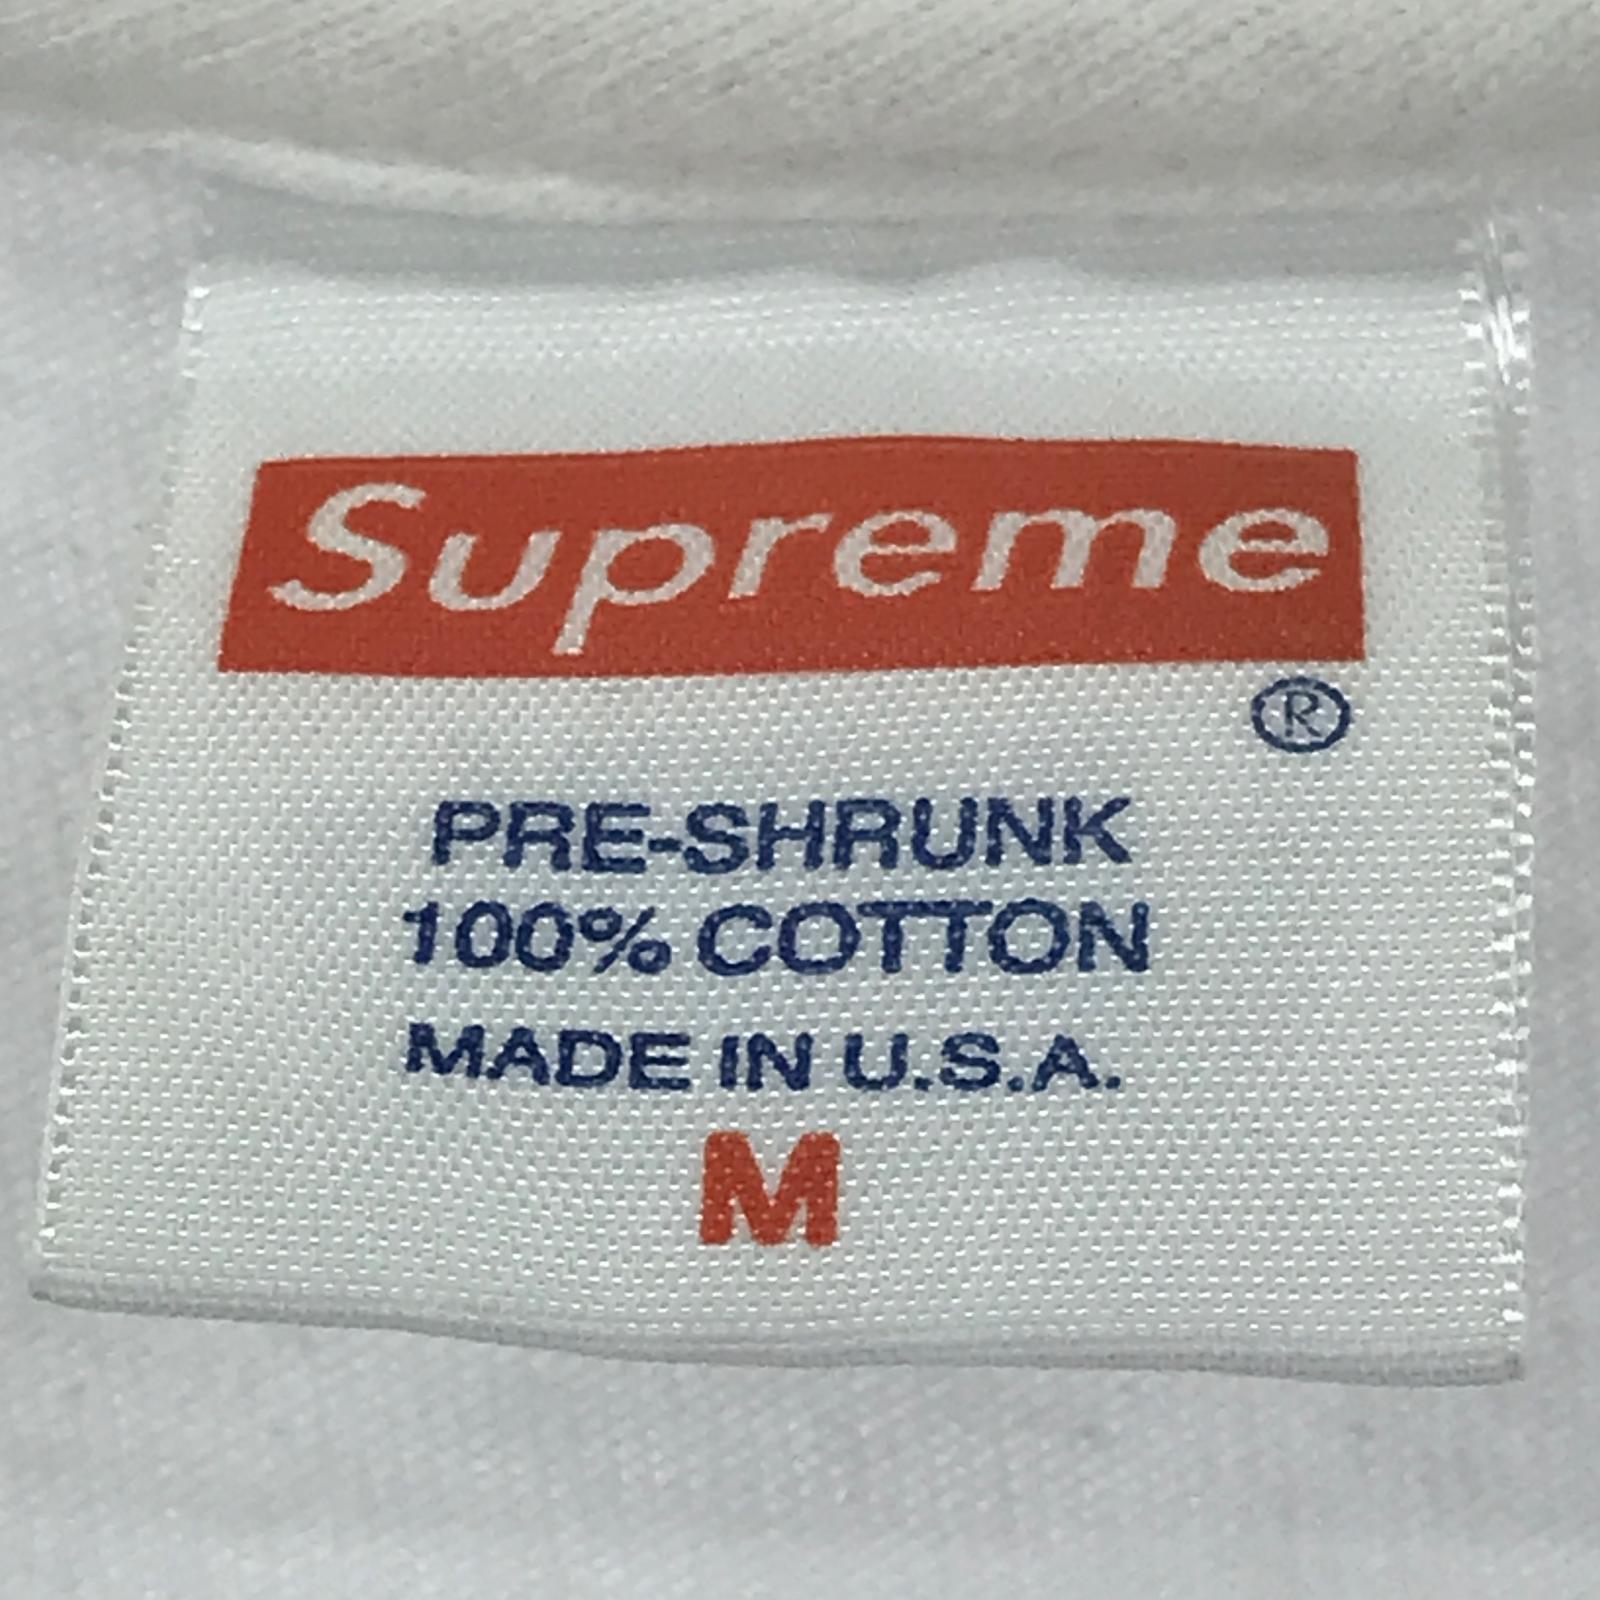 Supreme
®
PRE-SHRUNK
100% COTTON
MADE IN U.S.A.
M